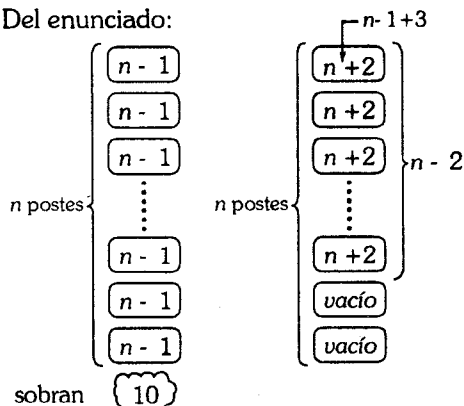 Del enunciado:
n - 1
n - 1
n - 1
n postes
n - 1
n - 1
n - 1
sobran 10
n - 1 + 3
n + 2
n + 2
n + 2
n - 2
n postes
n + 2
vacío
vacío